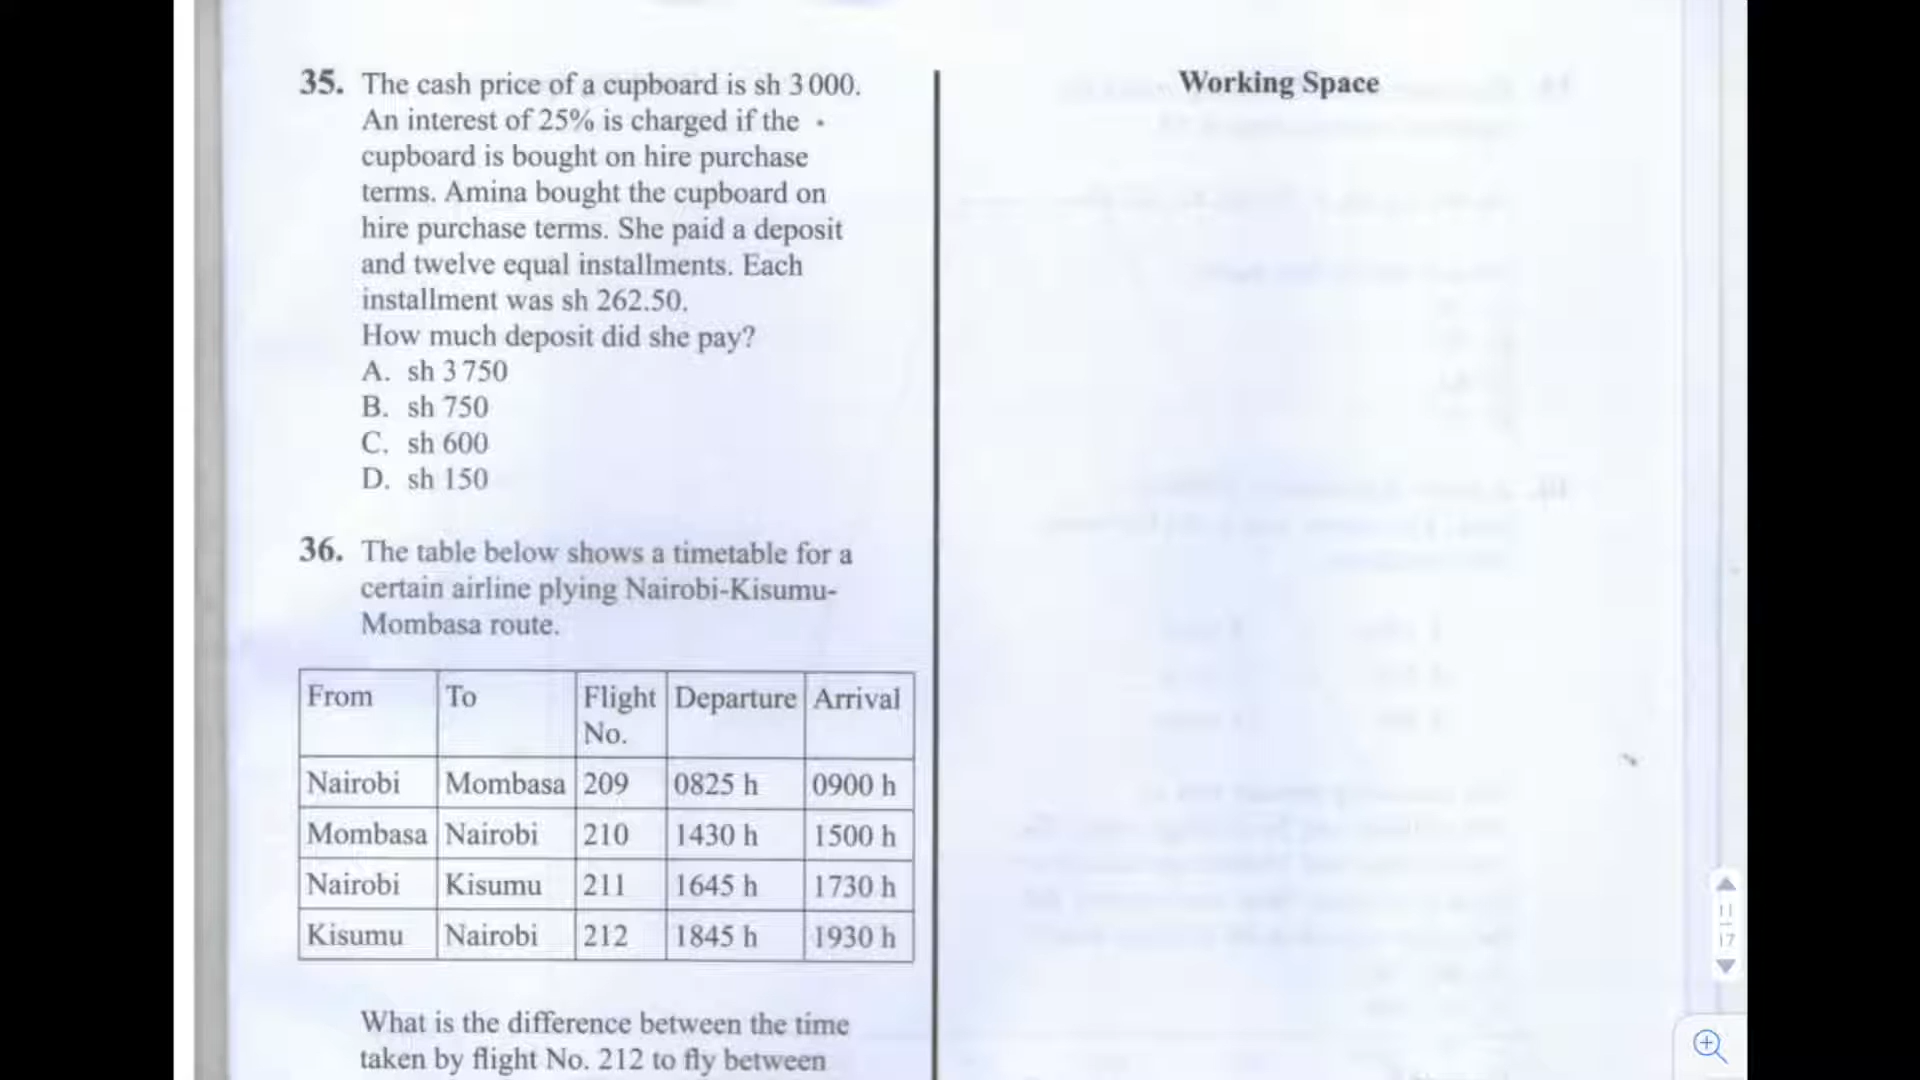 35. The cash price of a cupboard is sh 3 000.
An interest of 25% is charged if the
cupboard is bought on hire purchase
terms. Amina bought the cupboard on
hire purchase terms. She paid a deposit
and twelve equal installments. Each
installment was sh 262.50.
How much deposit did she pay?
A. sh 3 750
B. sh 750
C. sh 600
D. sh 150
36. The table below shows a timetable for a
certain airline plying Nairobi-Kisumu-
Mombasa route.
From To Flight No. Departure Arrival
Nairobi Mombasa 209 0825 h 0900 h
Mombasa Nairobi 210 1430 h 1500 h
Nairobi Kisumu 211 1645 h 1730 h
Kisumu Nairobi 212 1845 h 1930 h
What is the difference between the time
taken by flight No. 212 to fly between
Working Space
11
17